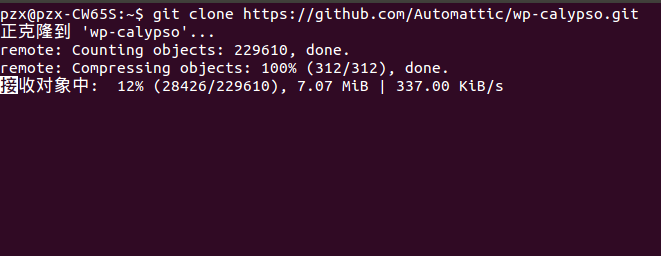 pzx@pzx-CW65S:~$ git clone https://github.com/Automattic/wp-calypso.git
正克隆到 'wp-calypso'...
remote: Counting objects: 229610, done.
remote: Compressing objects: 100% (312/312), done.
接收对象中:  12% (28426/229610), 7.07 MiB | 337.00 KiB/s